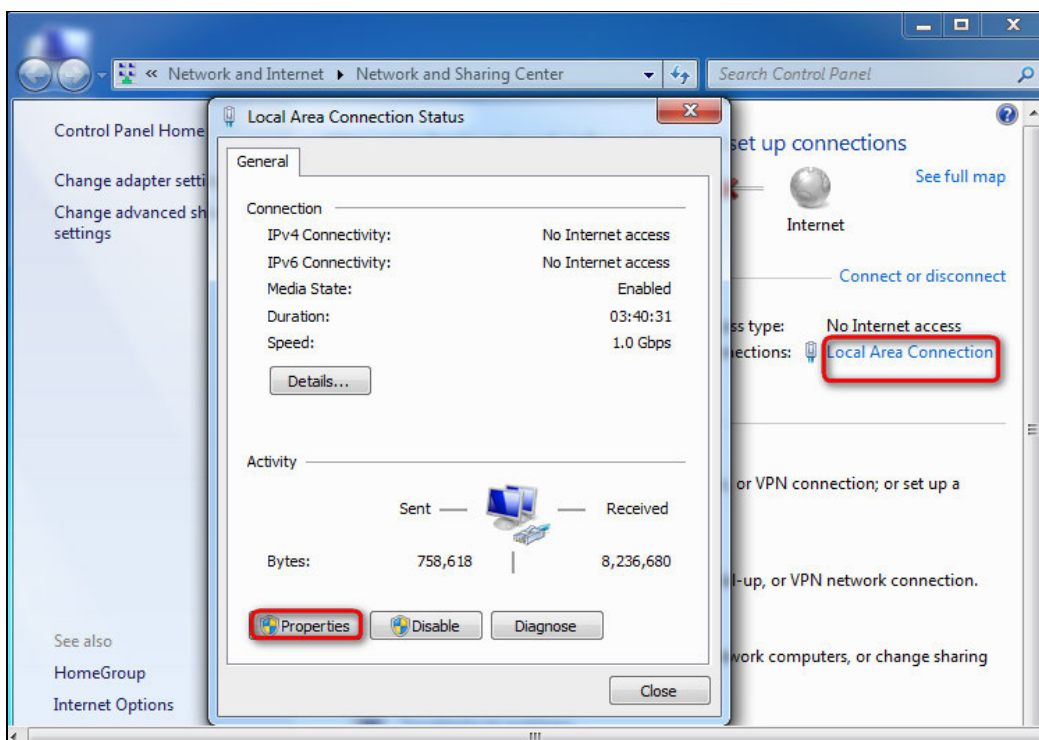 « Network and Internet ▸ Network and Sharing Center
Search Control Panel
Control Panel Home
Change adapter setti
Change advanced sh
settings
See also
HomeGroup
Internet Options
Local Area Connection Status
General
Connection
IPv4 Connectivity: No Internet access
IPv6 Connectivity: No Internet access
Media State: Enabled
Duration: 03:40:31
Speed: 1.0 Gbps
Details...
Activity
Sent Received
Bytes: 758,618 8,236,680
Properties Disable Diagnose
Close
set up connections
See full map
Internet
Connect or disconnect
ss type: No Internet access
nections: Local Area Connection
or VPN connection; or set up a
l-up, or VPN network connection.
work computers, or change sharing